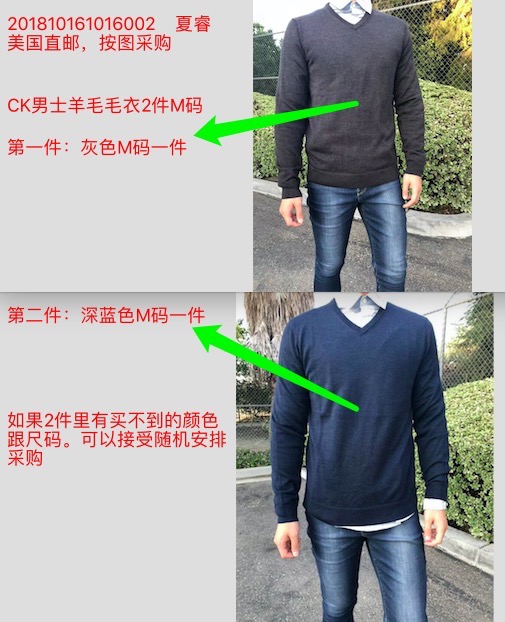 201810161016002 夏睿
美国直邮，按图采购
CK男士羊毛毛衣2件M码
第一件：灰色M码一件
第二件：深蓝色M码一件
如果2件里有买不到的颜色
跟尺码。可以接受随机安排
采购